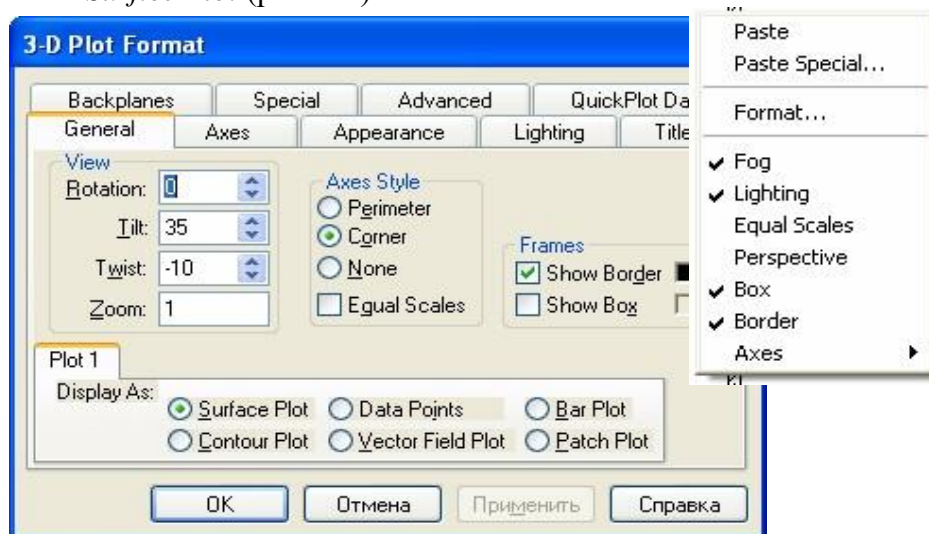 3-D Plot Format
Backplanes Special Advanced QuickPlot Da
General Axes Appearance Lighting Title
View
Rotation: 0
Tilt: 35
Twist: -10
Zoom: 1
Axes Style
Perimeter
Corner
None
Equal Scales
Frames
Show Border
Show Box
Plot 1
Display As:
Surface Plot Data Points Bar Plot
Contour Plot Vector Field Plot Patch Plot
OK Отмена Применить Справка
Paste
Paste Special...
Format...
Fog
Lighting
Equal Scales
Perspective
Box
Border
Axes